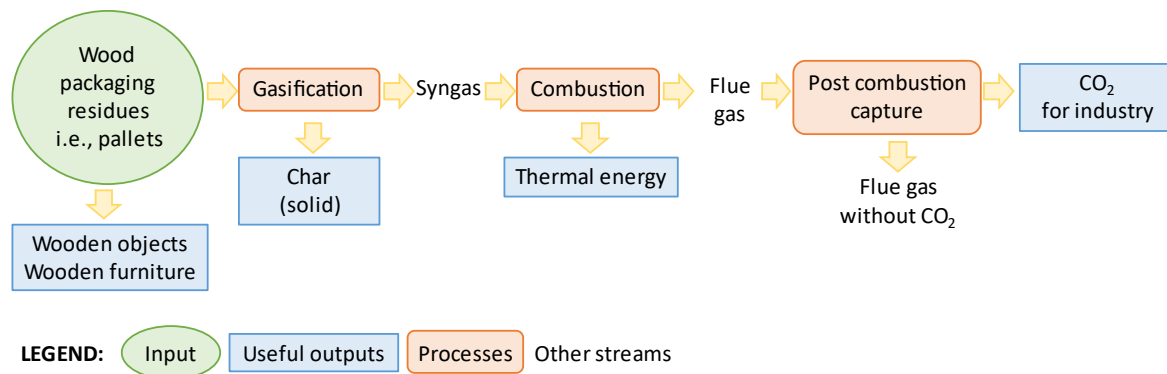 Wood
packaging
residues
i.e., pallets
Gasification
Syngas
Combustion
Flue
gas
Post combustion
capture
CO₂
for industry
Char
(solid)
Thermal energy
Flue gas
without CO₂
Wooden objects
Wooden furniture
LEGEND:
Input
Useful outputs
Processes
Other streams